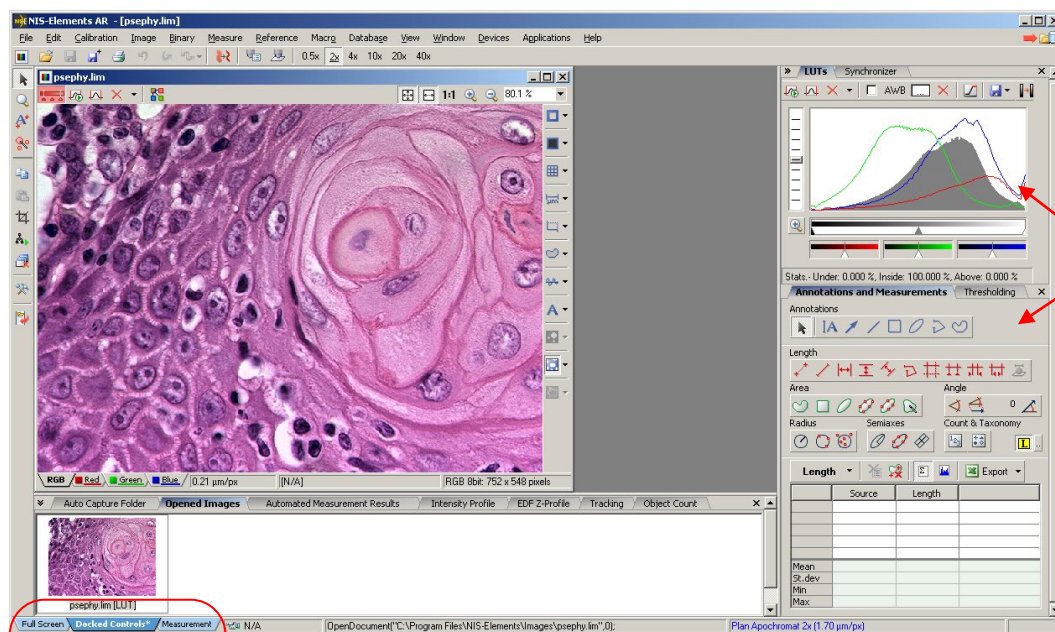 NIS-Elements AR - [psephy.lim]
File Edit Calibration Image Binary Measure Reference Macro Database View Window Devices Applications Help
0.5x 2x 4x 10x 20x 40x
psephy.lim
1:1 80.1 %
RGB Red Green Blue 0.21 µm/px [N/A] RGB 8bit: 752 x 548 pixels
LUTs Synchronizer
AWB ...
Stats.- Under: 0.000 %, Inside: 100.000 %, Above: 0.000 %
Annotations and Measurements Thresholding
Annotations
Length
Area Angle
0
Radius Semiaxes Count & Taxonomy
L
Length Σ Export
Source Length
Mean
St.dev
Min
Max
Auto Capture Folder Opened Images Automated Measurement Results Intensity Profile EDF Z-Profile Tracking Object Count
psephy.lim [LUT]
Full Screen Docked Controls* Measurement N/A OpenDocument("C:\Program Files\NIS-Elements\Images\psephy.lim",0); Plan Apochromat 2x (1.70 µm/px)